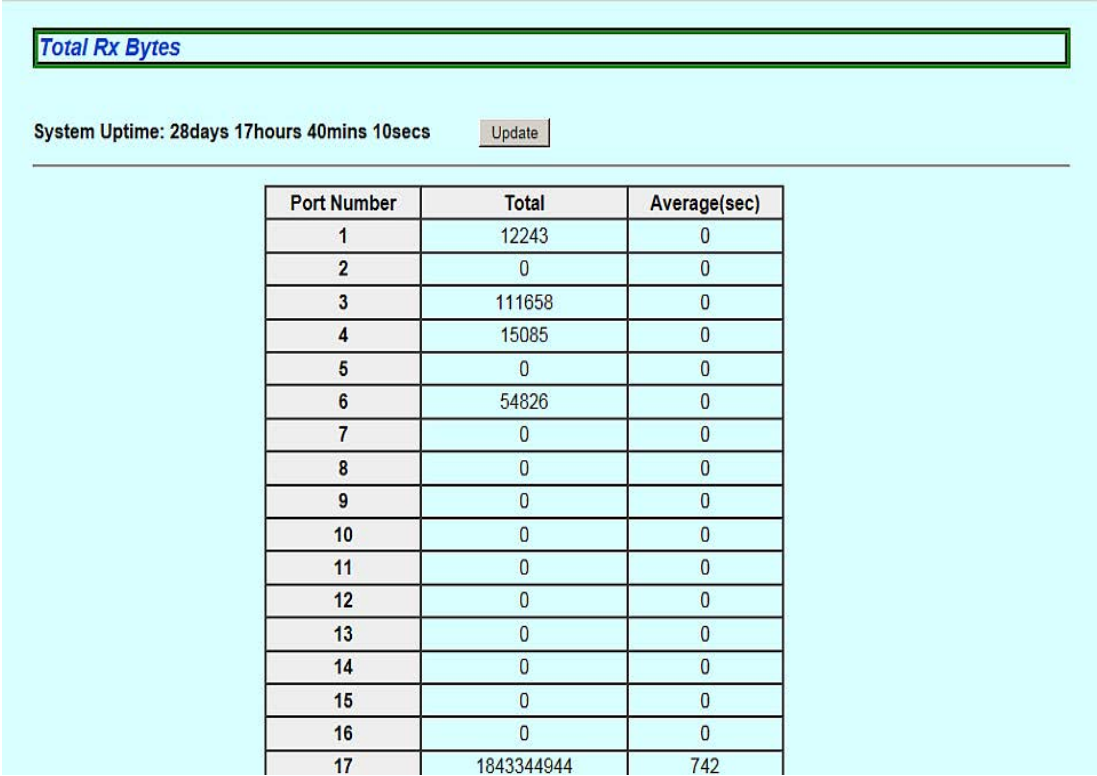 Total Rx Bytes
System Uptime: 28days 17hours 40mins 10secs Update
Port Number Total Average(sec)
1 12243 0
2 0 0
3 111658 0
4 15085 0
5 0 0
6 54826 0
7 0 0
8 0 0
9 0 0
10 0 0
11 0 0
12 0 0
13 0 0
14 0 0
15 0 0
16 0 0
17 1843344944 742